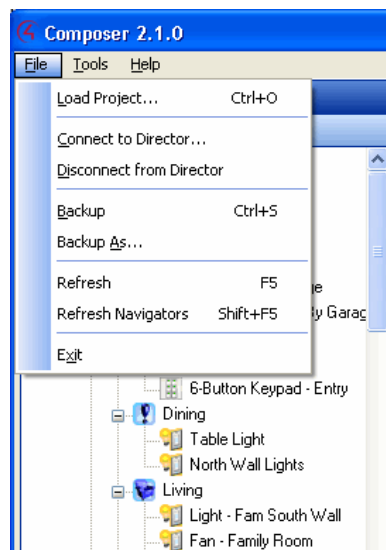 Composer 2.1.0
File Tools Help
Load Project... Ctrl+O
Connect to Director...
Disconnect from Director
Backup Ctrl+S
Backup As...
Refresh F5
Refresh Navigators Shift+F5
Exit
6-Button Keypad - Entry
Dining
Table Light
North Wall Lights
Living
Light - Fam South Wall
Fan - Family Room